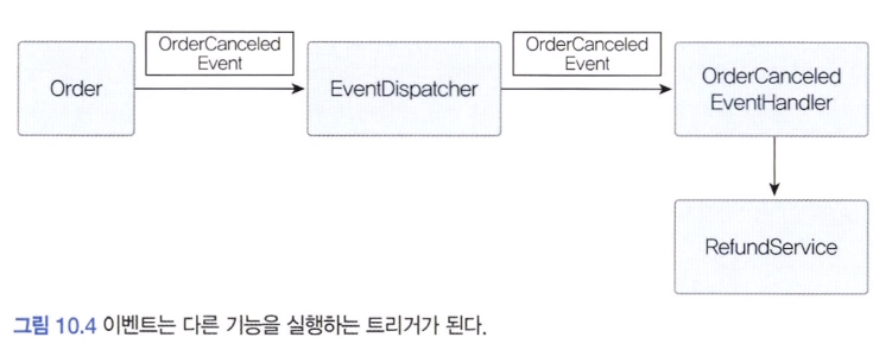 OrderCanceled
Event
OrderCanceled
Event
Order
EventDispatcher
OrderCanceled
EventHandler
RefundService
그림 10.4 이벤트는 다른 기능을 실행하는 트리거가 된다.